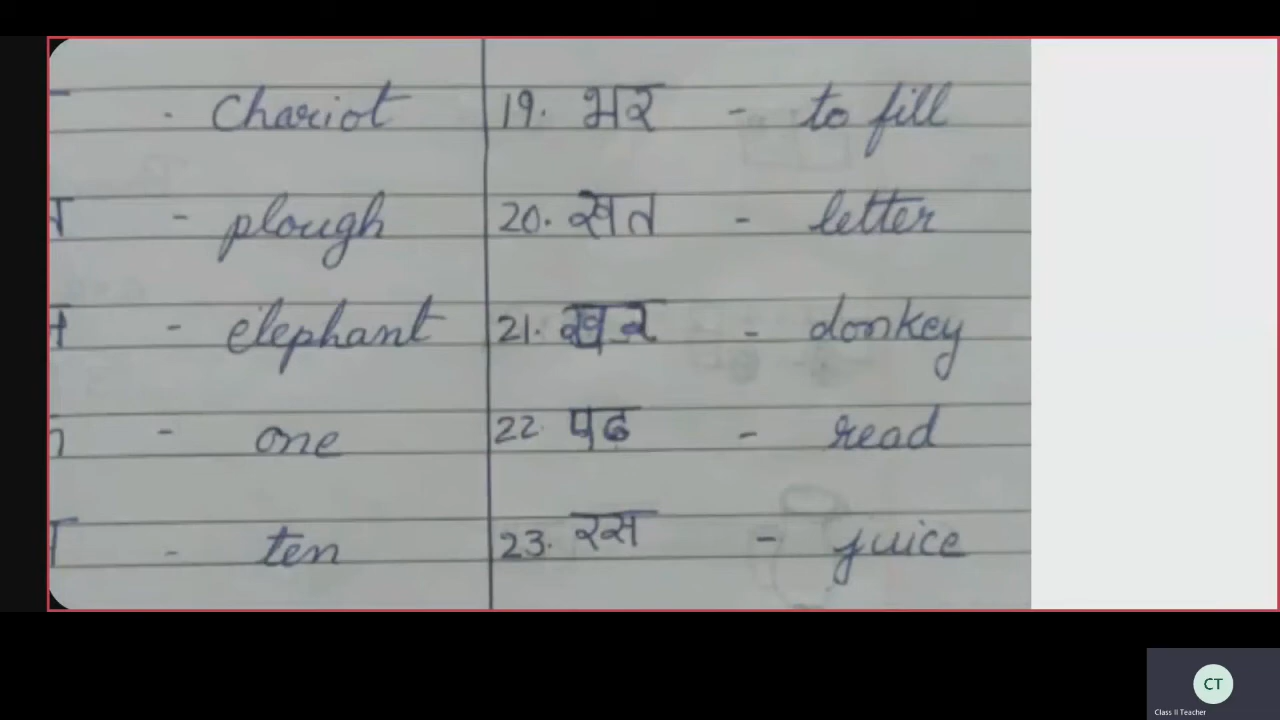 - Chariot 19. भर - to fill
- plough 20. खत - letter
- elephant 21. खर - donkey
- one 22. पढ - read
- ten 23. रस - juice
CT
Class II Teacher